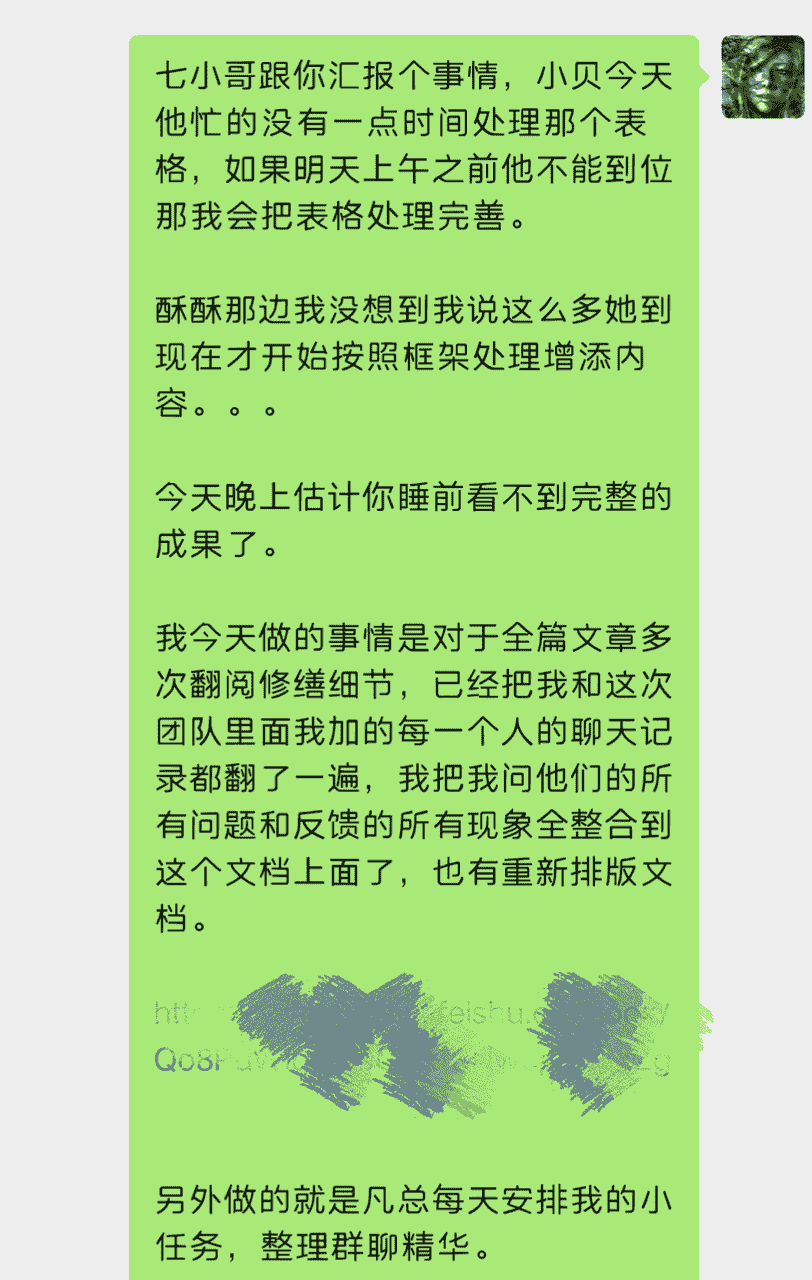 七小哥跟你汇报个事情，小贝今天
他忙的没有一点时间处理那个表
格，如果明天上午之前他不能到位
那我会把表格处理完善。
酥酥那边我没想到我说这么多她到
现在才开始按照框架处理增添内
容。。。
今天晚上估计你睡前看不到完整的
成果了。
我今天做的事情是对于全篇文章多
次翻阅修缮细节，已经把我和这次
团队里面我加的每一个人的聊天记
录都翻了一遍，我把我问他们的所
有问题和反馈的所有现象全整合到
这个文档上面了，也有重新排版文
档。
feishu
Qo8
另外做的就是凡总每天安排我的小
任务，整理群聊精华。